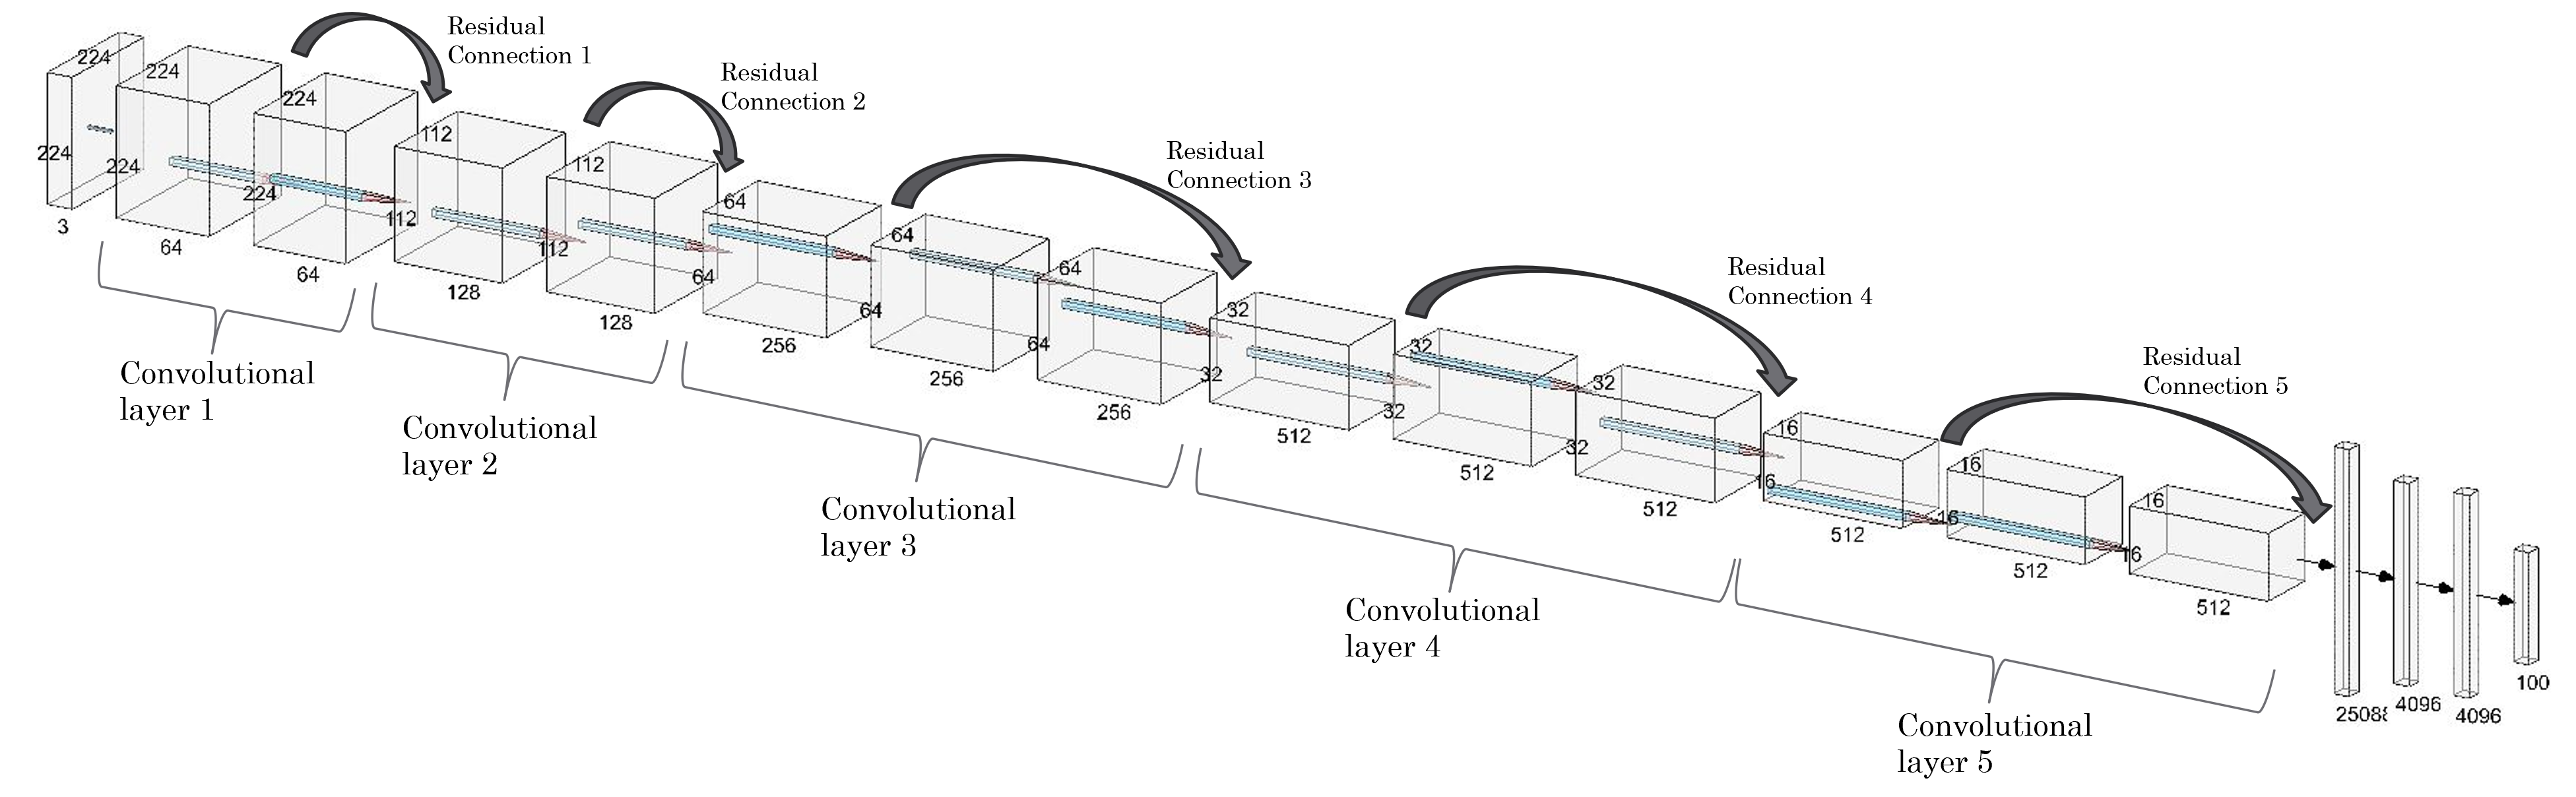 224
224
3
224
224
64
224
224
64
Residual
Connection 1
112
112
128
112
112
128
Residual
Connection 2
64
64
256
64
64
256
64
64
256
Residual
Connection 3
32
32
512
32
32
512
32
32
512
Residual
Connection 4
16
16
512
16
16
512
16
16
512
Residual
Connection 5
4096
4096
100
Convolutional
layer 1
Convolutional
layer 2
Convolutional
layer 3
Convolutional
layer 4
Convolutional
layer 5